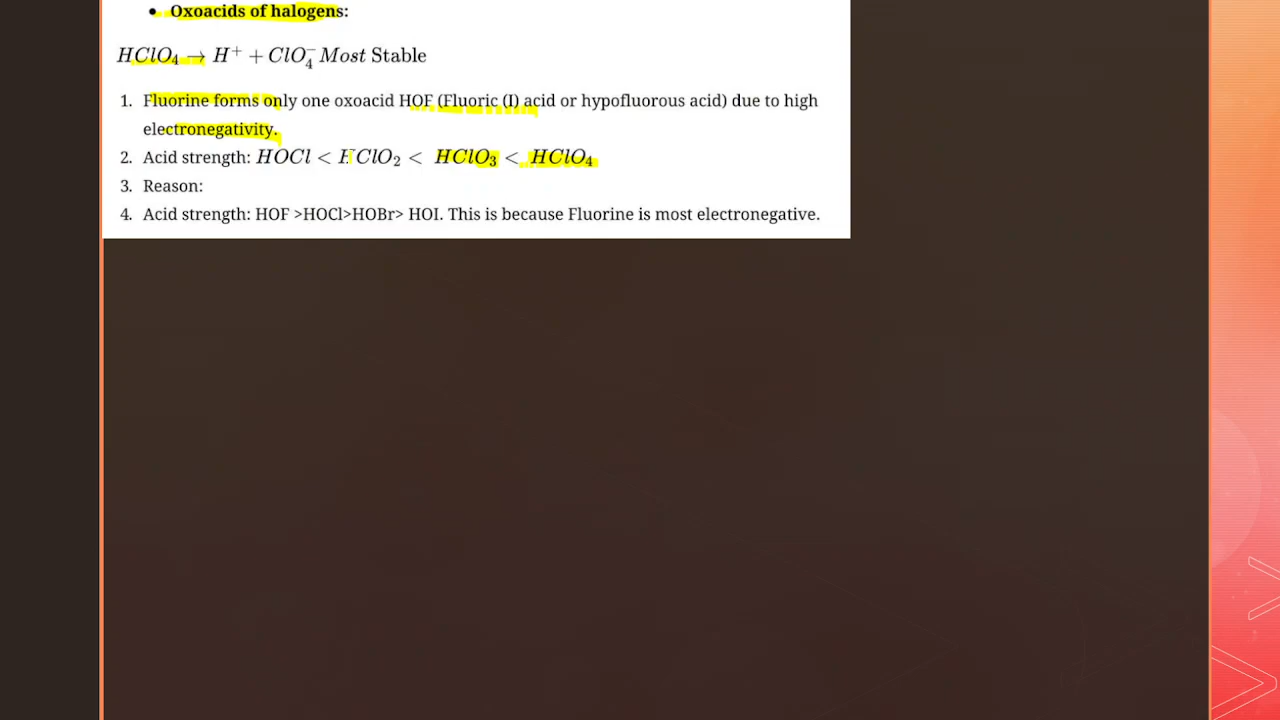 • Oxoacids of halogens:
HClO₄ → H⁺ + ClO₄⁻ Most Stable
1. Fluorine forms only one oxoacid HOF (Fluoric (I) acid or hypofluorous acid) due to high
electronegativity.
2. Acid strength: HOCl < HClO₂ < HClO₃ < HClO₄
3. Reason:
4. Acid strength: HOF >HOCl>HOBr> HOI. This is because Fluorine is most electronegative.